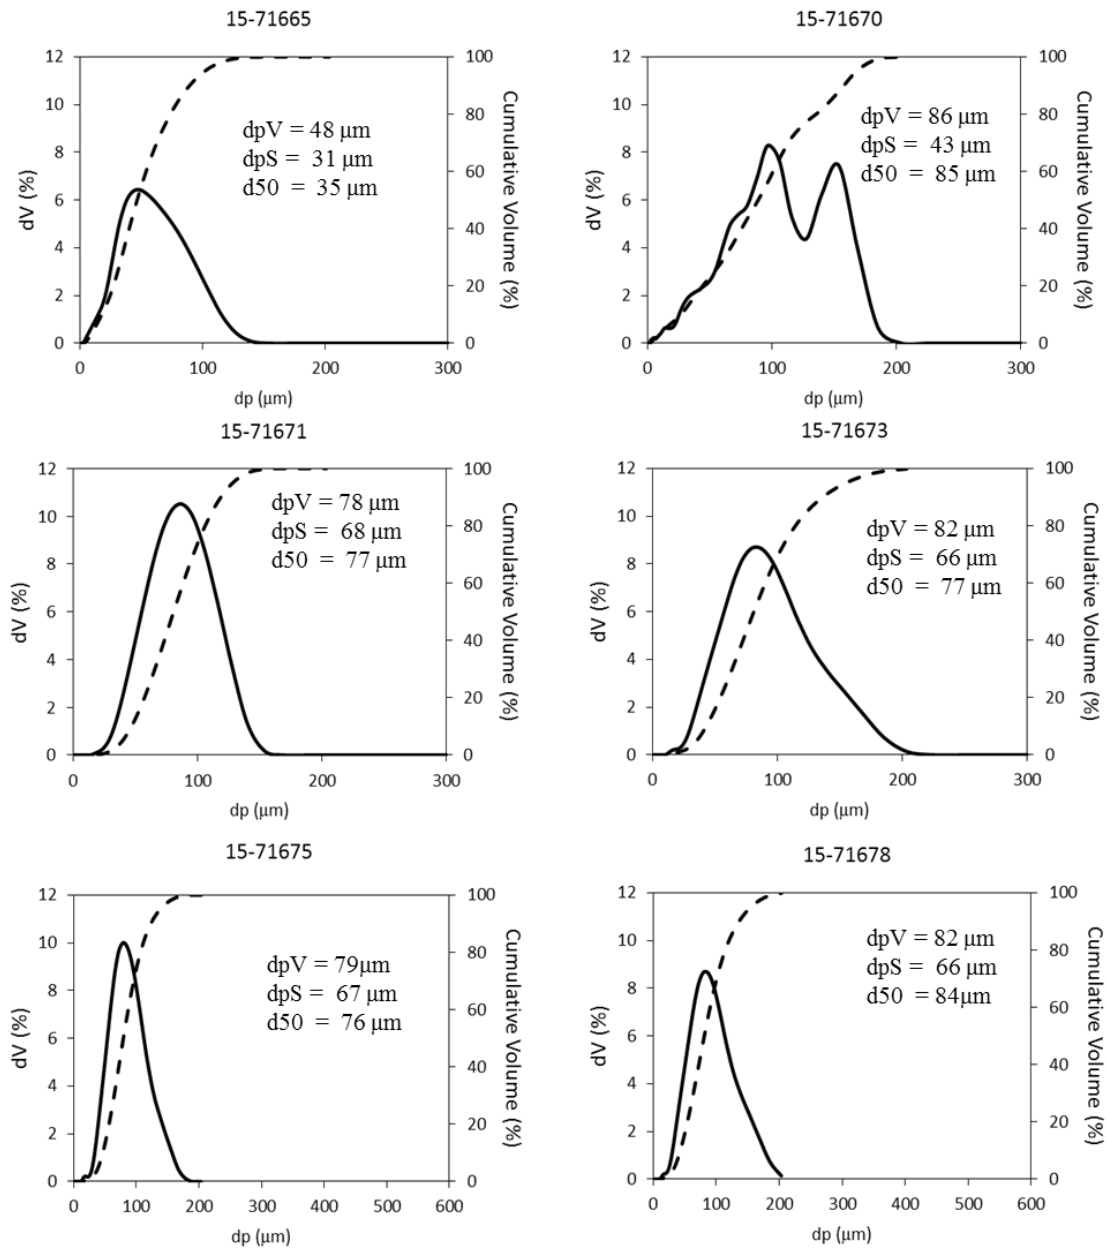 15-71665
12
10
8
6
4
2
0
dV (%)
100
80
60
40
20
0
Cumulative Volume (%)
dpV = 48 µm
dpS = 31 µm
d50 = 35 µm
0 100 200 300
dp (µm)
15-71670
12
10
8
6
4
2
0
dV (%)
100
80
60
40
20
0
Cumulative Volume (%)
dpV = 86 µm
dpS = 43 µm
d50 = 85 µm
0 100 200 300
dp (µm)
15-71671
12
10
8
6
4
2
0
dV (%)
100
80
60
40
20
0
Cumulative Volume (%)
dpV = 78 µm
dpS = 68 µm
d50 = 77 µm
0 100 200 300
dp (µm)
15-71673
12
10
8
6
4
2
0
dV (%)
100
80
60
40
20
0
Cumulative Volume (%)
dpV = 82 µm
dpS = 66 µm
d50 = 77 µm
0 100 200 300
dp (µm)
15-71675
12
10
8
6
4
2
0
dV (%)
100
80
60
40
20
0
Cumulative Volume (%)
dpV = 79µm
dpS = 67 µm
d50 = 76 µm
0 100 200 300 400 500 600
dp (µm)
15-71678
12
10
8
6
4
2
0
dV (%)
100
80
60
40
20
0
Cumulative Volume (%)
dpV = 82 µm
dpS = 66 µm
d50 = 84µm
0 100 200 300 400 500 600
dp (µm)